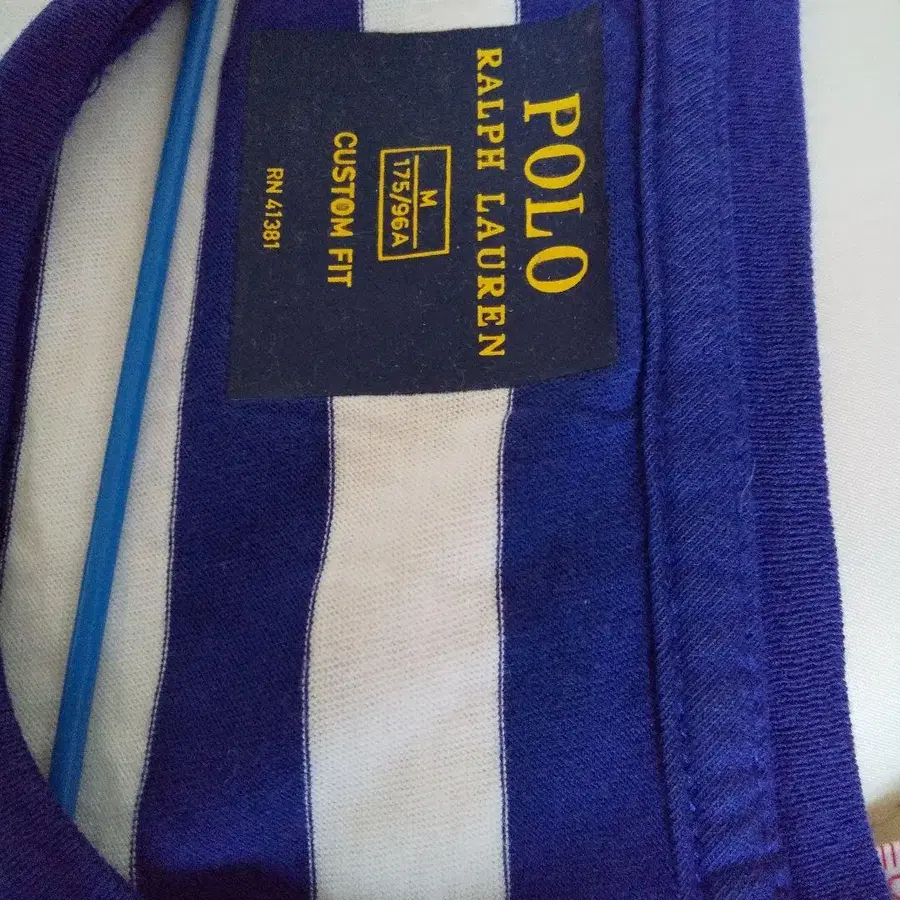 POLO
RALPH LAUREN
M
175/96A
CUSTOM FIT
RN 41381